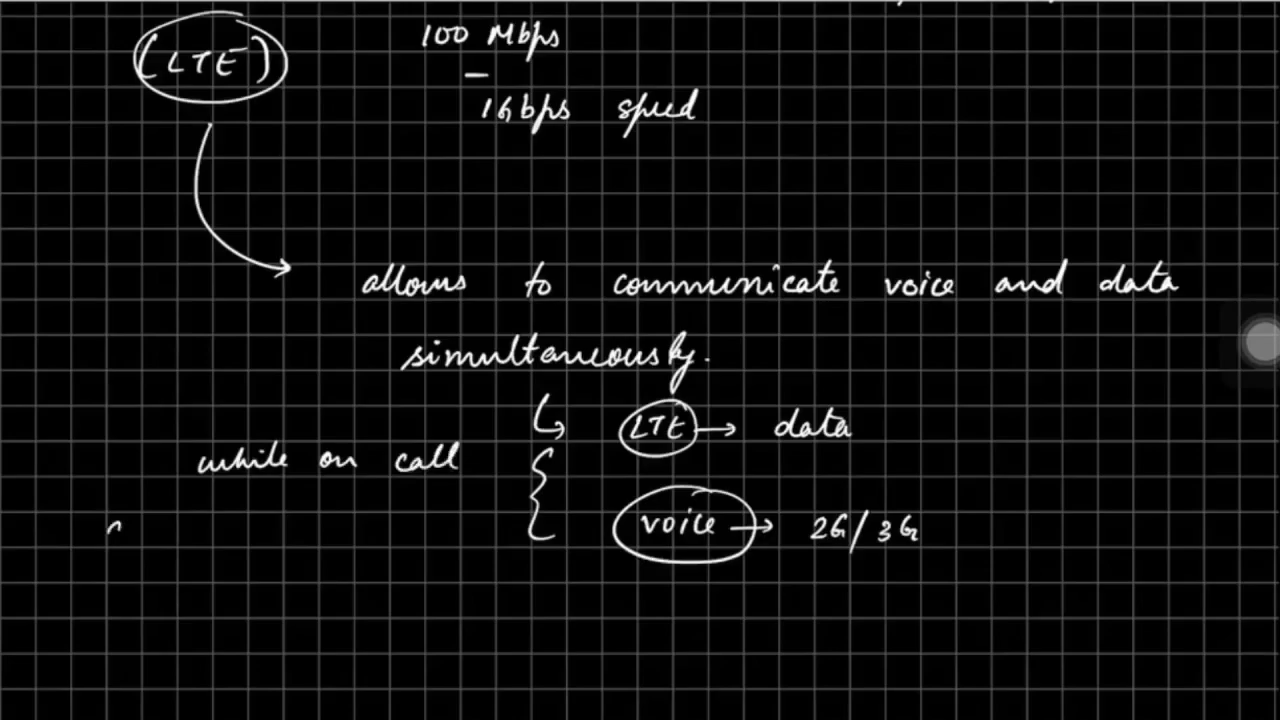 (LTE) 100 Mbps
-
1Gbps speed
allows to communicate voice and data
simultaneously.
LTE → data
while on call
voice → 2G/3G